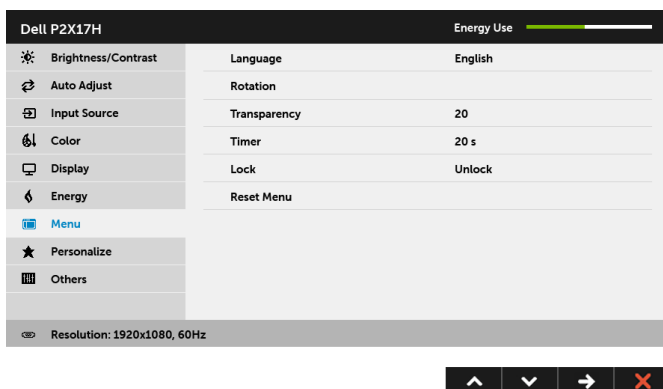 Dell P2X17H Energy Use
Brightness/Contrast Language English
Auto Adjust Rotation
Input Source Transparency 20
Color Timer 20 s
Display Lock Unlock
Energy Reset Menu
Menu
Personalize
Others
Resolution: 1920x1080, 60Hz